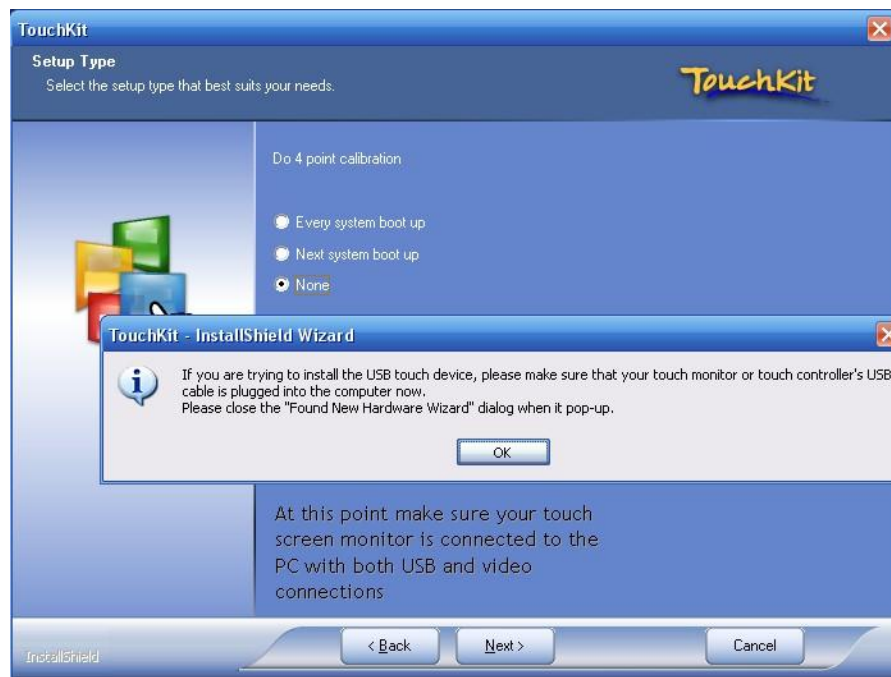 TouchKit
Setup Type
Select the setup type that best suits your needs.
TouchKit
Do 4 point calibration
Every system boot up
Next system boot up
None
TouchKit - InstallShield Wizard
If you are trying to install the USB touch device, please make sure that your touch monitor or touch controller's USB
cable is plugged into the computer now.
Please close the "Found New Hardware Wizard" dialog when it pop-up.
OK
At this point make sure your touch
screen monitor is connected to the
PC with both USB and video
connections
InstallShield
< Back
Next >
Cancel